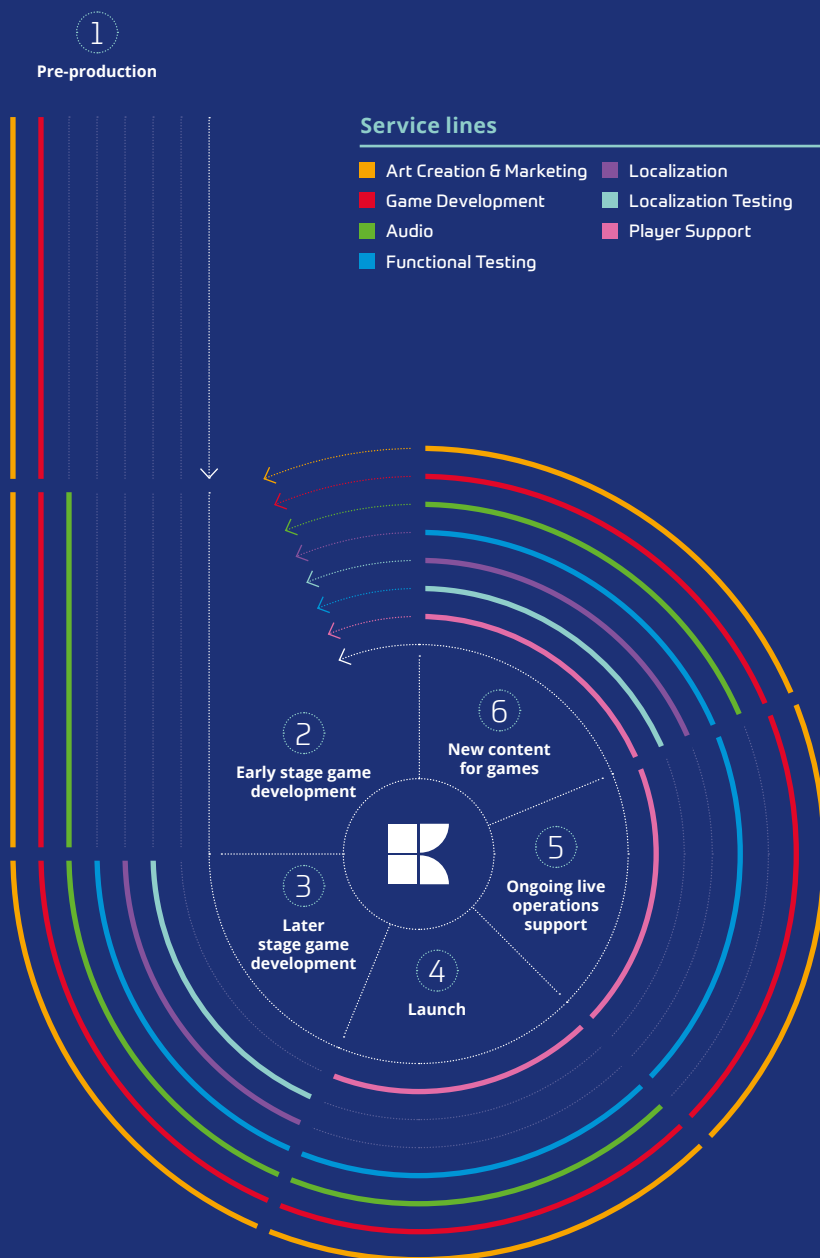 1
Pre-production
Service lines
Art Creation & Marketing
Game Development
Audio
Functional Testing
Localization
Localization Testing
Player Support
2
Early stage game
development
3
Later
stage game
development
4
Launch
5
Ongoing live
operations
support
6
New content
for games